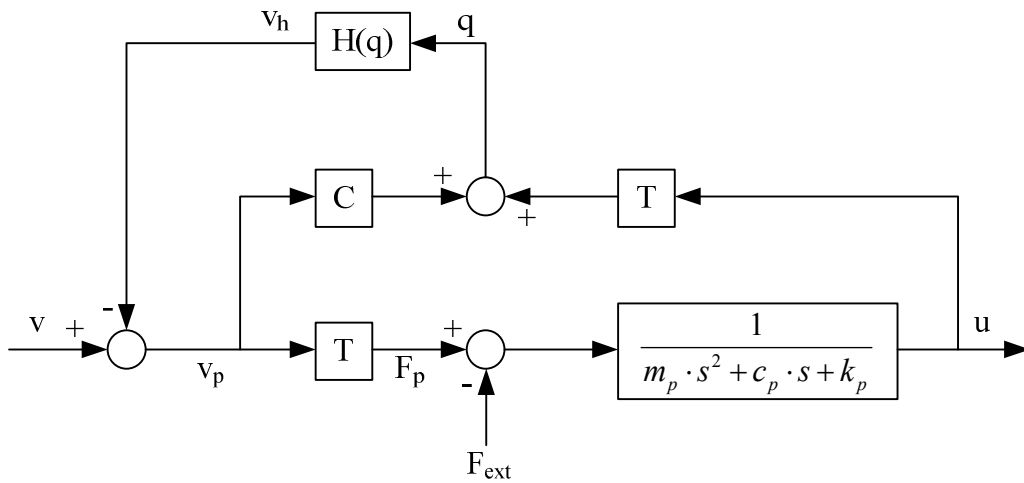 v_h
q
H(q)
+
+
C
T
-
v
+
v_p
T
F_p
+
-
F_ext
1
m_p · s^2 + c_p · s + k_p
u